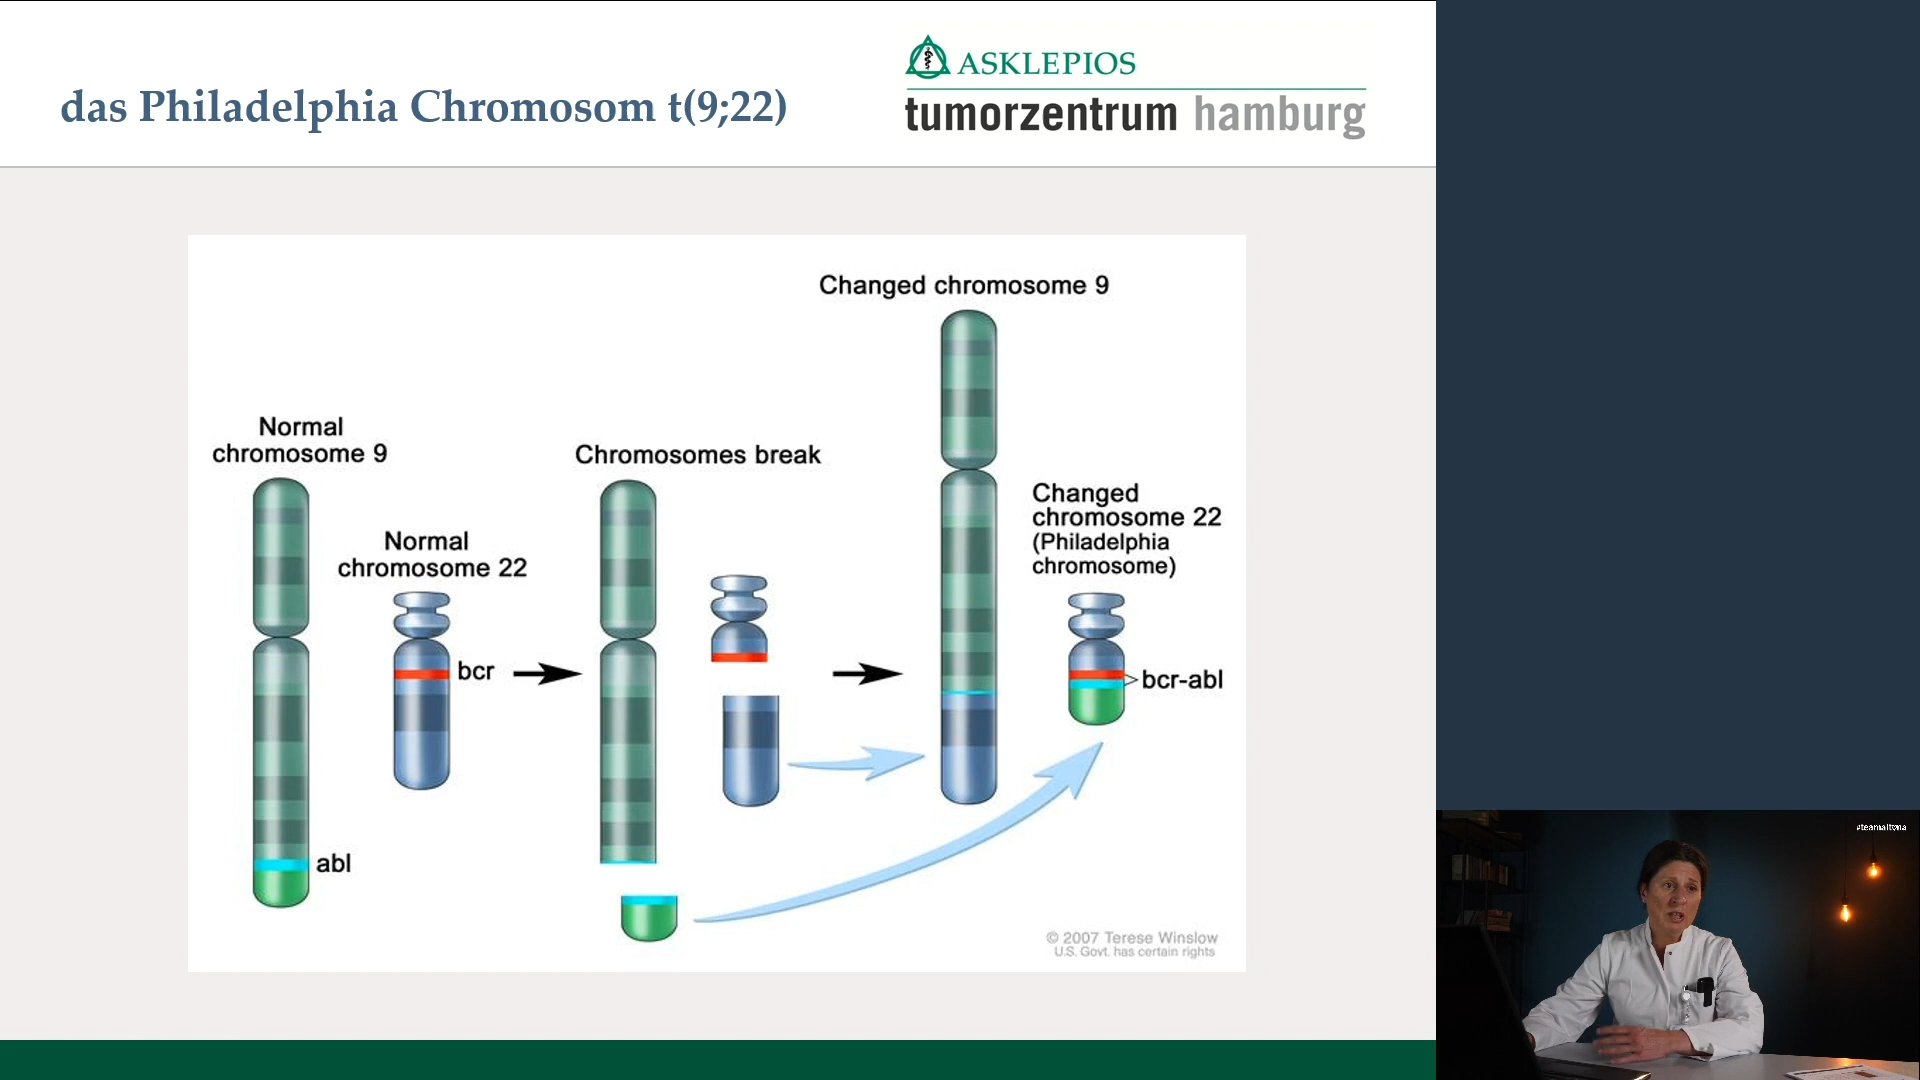 das Philadelphia Chromosom t(9;22)
ASKLEPIOS
tumorzentrum hamburg
Changed chromosome 9
Normal
chromosome 9
Chromosomes break
Normal
chromosome 22
Changed
chromosome 22
(Philadelphia
chromosome)
bcr
bcr-abl
abl
© 2007 Terese Winslow
U.S. Govt. has certain rights
#teamaltona